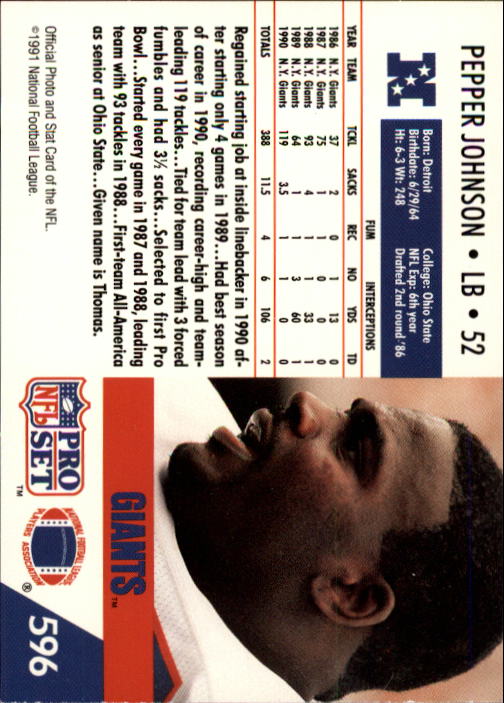 PEPPER JOHNSON • LB • 52
N
Born: Detroit College: Ohio State
Birthdate: 6/29/64 NFL Exp: 6th year
Ht: 6-3 Wt: 248 Drafted 2nd round '86
FUM INTERCEPTIONS
YEAR TEAM TCKL SACKS REC NO YDS TD
1986 N.Y. Giants 37 2 0 1 13 0
1987 N.Y. Giants 75 1 1 0 0 0
1988 N.Y. Giants 93 4 1 1 33 1
1989 N.Y. Giants 64 1 1 3 60 1
1990 N.Y. Giants 119 3.5 1 1 0 0
TOTALS 388 11.5 4 6 106 2
Regained starting job at inside linebacker in 1990 af-
ter starting only 4 games in 1989...Had best season
of career in 1990, recording career-high and team-
leading 119 tackles...Tied for team lead with 3 forced
fumbles and had 3½ sacks...Selected to first Pro
Bowl...Started every game in 1987 and 1988, leading
team with 93 tackles in 1988...First-team All-America
as senior at Ohio State...Given name is Thomas.
Official Photo and Stat Card of the NFL.
©1991 National Football League.
GIANTS™
PRO
NFL
SET™
NATIONAL FOOTBALL LEAGUE
PLAYERS ASSOCIATION®
596